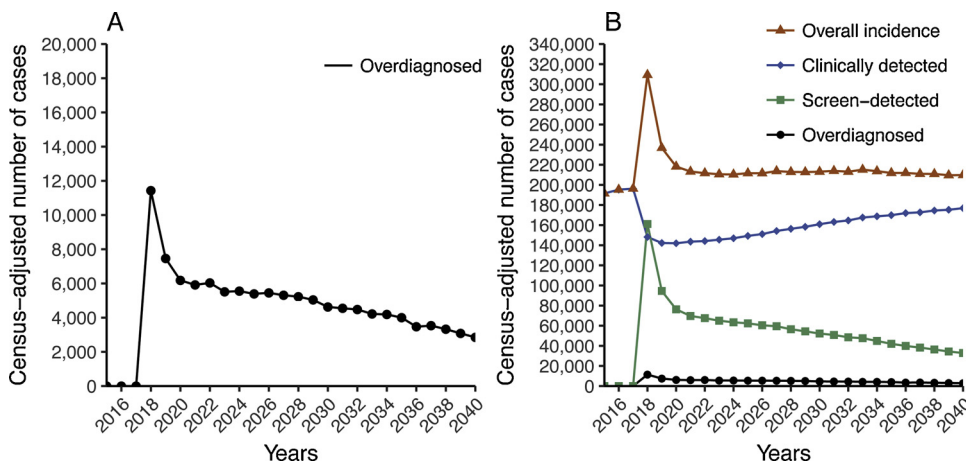 A
Census-adjusted number of cases
20,000
18,000
16,000
14,000
12,000
10,000
8,000
6,000
4,000
2,000
0
Overdiagnosed
2016 2018 2020 2022 2024 2026 2028 2030 2032 2034 2036 2038 2040
Years
B
Census-adjusted number of cases
340,000
320,000
300,000
280,000
260,000
240,000
220,000
200,000
180,000
160,000
140,000
120,000
100,000
80,000
60,000
40,000
20,000
0
Overall incidence
Clinically detected
Screen-detected
Overdiagnosed
2016 2018 2020 2022 2024 2026 2028 2030 2032 2034 2036 2038 2040
Years